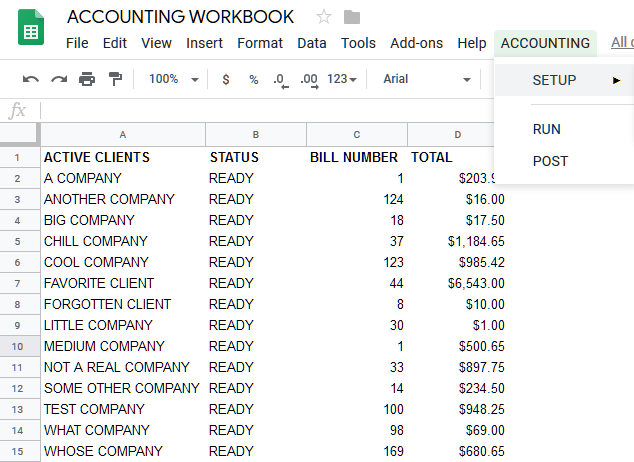 ACCOUNTING WORKBOOK
File Edit View Insert Format Data Tools Add-ons Help ACCOUNTING All
100% $ % .0 .00 123 Arial
SETUP
RUN
POST
fx
A B C D
1 ACTIVE CLIENTS STATUS BILL NUMBER TOTAL
2 A COMPANY READY 1
3 ANOTHER COMPANY READY 124 $16.00
4 BIG COMPANY READY 18 $17.50
5 CHILL COMPANY READY 37 $1,184.65
6 COOL COMPANY READY 123 $985.42
7 FAVORITE CLIENT READY 44 $6,543.00
8 FORGOTTEN CLIENT READY 8 $10.00
9 LITTLE COMPANY READY 30 $1.00
10 MEDIUM COMPANY READY 1 $500.65
11 NOT A REAL COMPANY READY 33 $897.75
12 SOME OTHER COMPANY READY 14 $234.50
13 TEST COMPANY READY 100 $948.25
14 WHAT COMPANY READY 98 $69.00
15 WHOSE COMPANY READY 169 $680.65